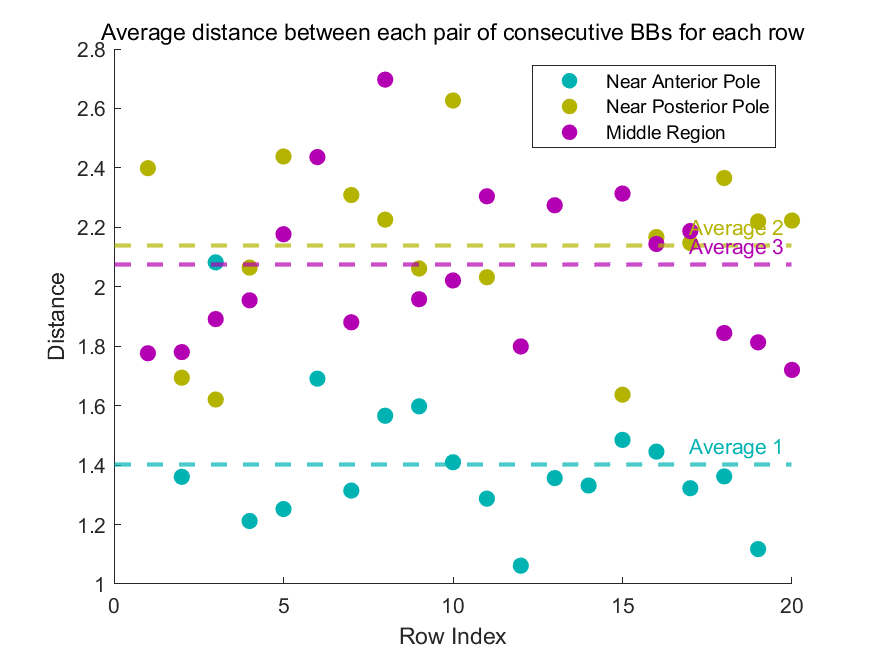 Average distance between each pair of consecutive BBs for each row
2.8
2.6
2.4
2.2
2
1.8
1.6
1.4
1.2
1
Distance
Near Anterior Pole
Near Posterior Pole
Middle Region
Average 2
Average 3
Average 1
0
5
10
15
20
Row Index